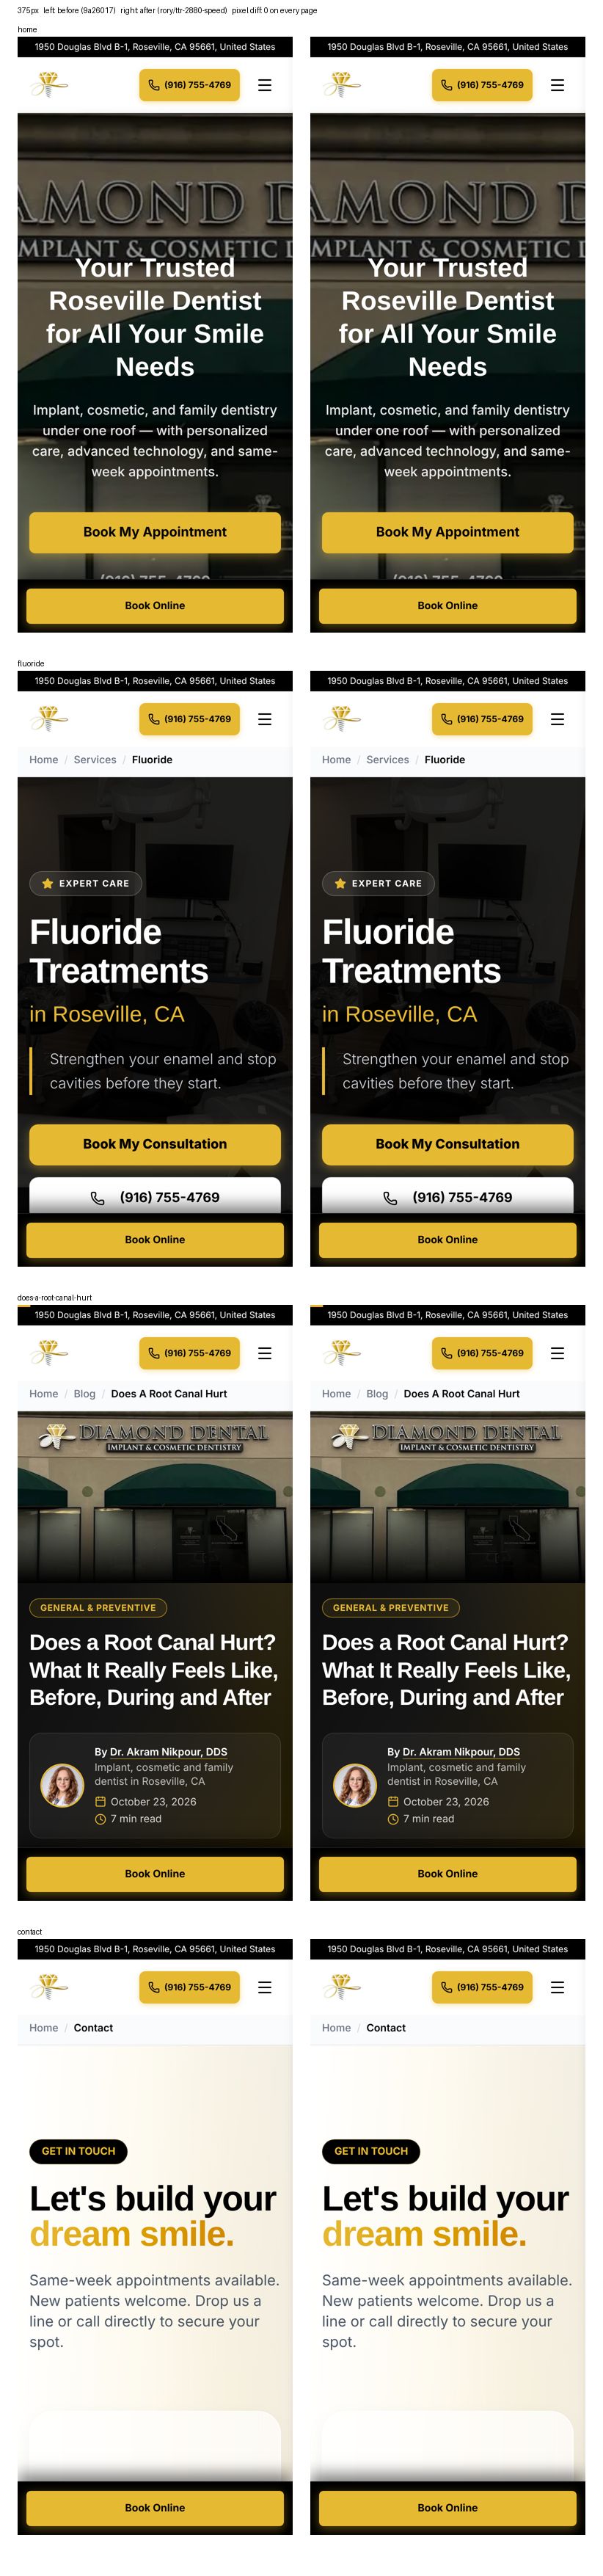 375px left: before (9a26017) right: after (rory/ttr-2880-speed) pixel diff: 0 on every page
home
1950 Douglas Blvd B-1, Roseville, CA 95661, United States
(916) 755-4769
AMOND DENTAL
MPLANT & COSMETIC DENTISTR
Your Trusted
Roseville Dentist
for All Your Smile
Needs
Implant, cosmetic, and family dentistry
under one roof — with personalized
care, advanced technology, and same-
week appointments.
Book My Appointment
(916) 755-4769
Book Online
1950 Douglas Blvd B-1, Roseville, CA 95661, United States
(916) 755-4769
AMOND DENTAL
MPLANT & COSMETIC DENTISTR
Your Trusted
Roseville Dentist
for All Your Smile
Needs
Implant, cosmetic, and family dentistry
under one roof — with personalized
care, advanced technology, and same-
week appointments.
Book My Appointment
(916) 755-4769
Book Online
fluoride
1950 Douglas Blvd B-1, Roseville, CA 95661, United States
(916) 755-4769
Home / Services / Fluoride
EXPERT CARE
Fluoride
Treatments
in Roseville, CA
Strengthen your enamel and stop
cavities before they start.
Book My Consultation
(916) 755-4769
Book Online
1950 Douglas Blvd B-1, Roseville, CA 95661, United States
(916) 755-4769
Home / Services / Fluoride
EXPERT CARE
Fluoride
Treatments
in Roseville, CA
Strengthen your enamel and stop
cavities before they start.
Book My Consultation
(916) 755-4769
Book Online
does-a-root-canal-hurt
1950 Douglas Blvd B-1, Roseville, CA 95661, United States
(916) 755-4769
Home / Blog / Does A Root Canal Hurt
DIAMOND DENTAL
IMPLANT & COSMETIC DENTISTRY
GENERAL & PREVENTIVE
Does a Root Canal Hurt?
What It Really Feels Like,
Before, During and After
By Dr. Akram Nikpour, DDS
Implant, cosmetic and family
dentist in Roseville, CA
October 23, 2026
7 min read
Book Online
1950 Douglas Blvd B-1, Roseville, CA 95661, United States
(916) 755-4769
Home / Blog / Does A Root Canal Hurt
DIAMOND DENTAL
IMPLANT & COSMETIC DENTISTRY
GENERAL & PREVENTIVE
Does a Root Canal Hurt?
What It Really Feels Like,
Before, During and After
By Dr. Akram Nikpour, DDS
Implant, cosmetic and family
dentist in Roseville, CA
October 23, 2026
7 min read
Book Online
contact
1950 Douglas Blvd B-1, Roseville, CA 95661, United States
(916) 755-4769
Home / Contact
GET IN TOUCH
Let's build your
dream smile.
Same-week appointments available.
New patients welcome. Drop us a
line or call directly to secure your
spot.
Book Online
1950 Douglas Blvd B-1, Roseville, CA 95661, United States
(916) 755-4769
Home / Contact
GET IN TOUCH
Let's build your
dream smile.
Same-week appointments available.
New patients welcome. Drop us a
line or call directly to secure your
spot.
Book Online